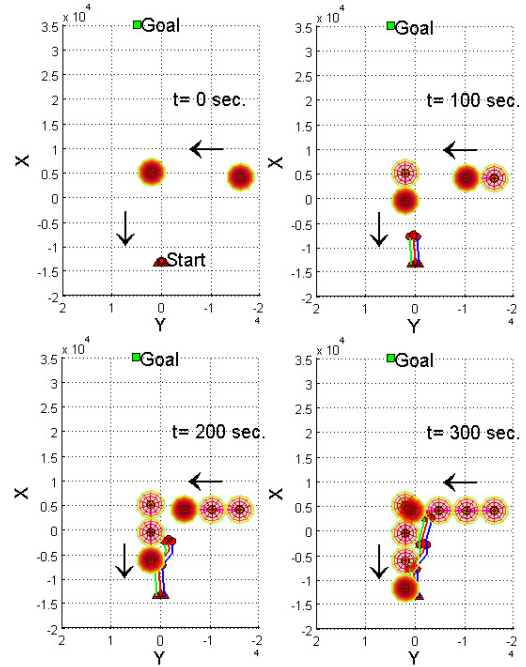 x 10⁴
3.5 Goal
3
2.5
2 t= 0 sec.
1.5
1
X
0.5
0
-0.5
-1
Start
-1.5
-2
2 1 0 -1 -2
Y 4
x 10⁴
3.5 Goal
3
2.5
2 t= 100 sec.
1.5
1
X
0.5
0
-0.5
-1
-1.5
-2
2 1 0 -1 -2
Y 4
x 10⁴
3.5 Goal
3
2.5
2 t= 200 sec.
1.5
1
X
0.5
0
-0.5
-1
-1.5
-2
2 1 0 -1 -2
Y 4
x 10⁴
3.5 Goal
3
2.5
2 t= 300 sec.
1.5
1
X
0.5
0
-0.5
-1
-1.5
-2
2 1 0 -1 -2
Y 4